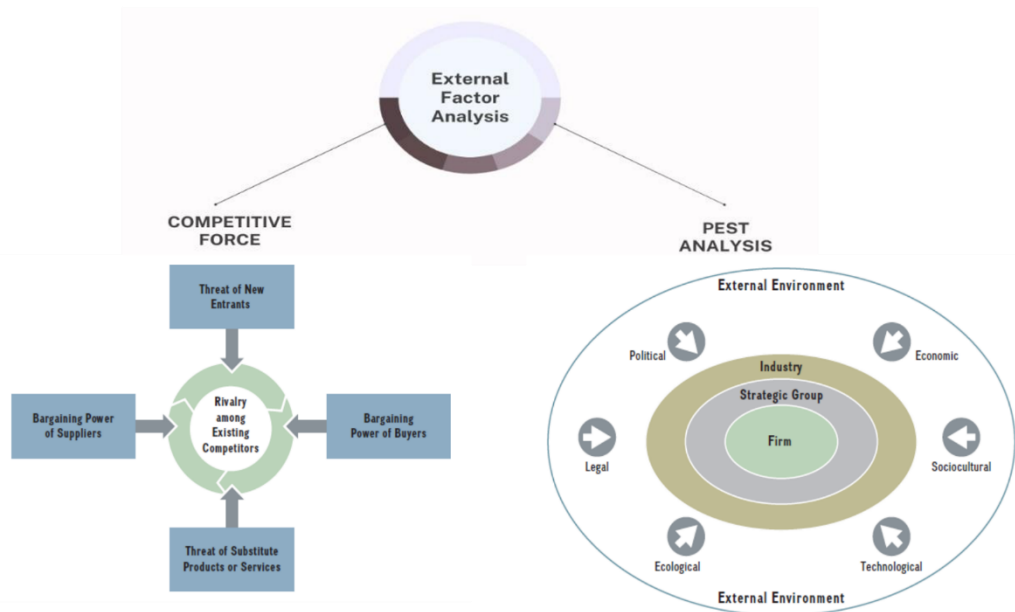 External
Factor
Analysis
COMPETITIVE
FORCE
Threat of New
Entrants
Bargaining Power
of Suppliers
Rivalry
among
Existing
Competitors
Bargaining
Power of Buyers
Threat of Substitute
Products or Services
PEST
ANALYSIS
External Environment
Political
Economic
Industry
Strategic Group
Firm
Legal
Sociocultural
Ecological
Technological
External Environment